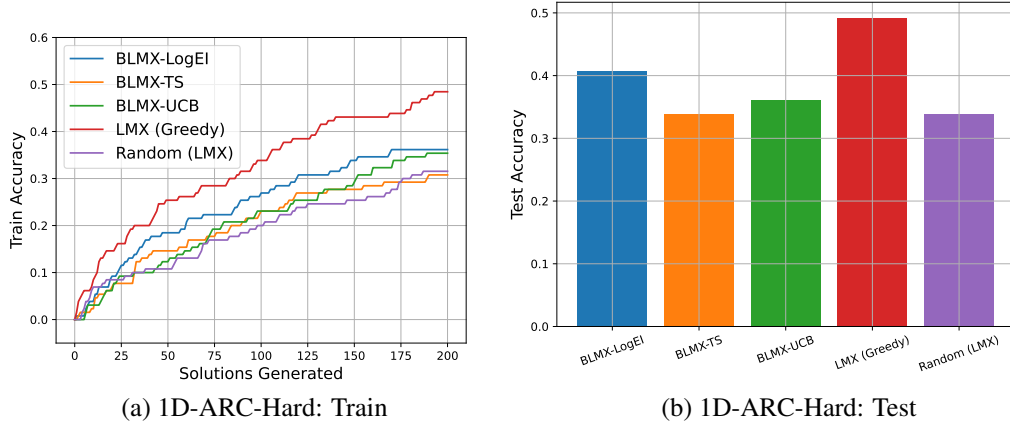 BLMX-LogEI
BLMX-TS
BLMX-UCB
LMX (Greedy)
Random (LMX)
Train Accuracy
0.6
0.5
0.4
0.3
0.2
0.1
0.0
0 25 50 75 100 125 150 175 200
Solutions Generated
(a) 1D-ARC-Hard: Train
Test Accuracy
0.5
0.4
0.3
0.2
0.1
0.0
BLMX-LogEI BLMX-TS BLMX-UCB LMX (Greedy) Random (LMX)
(b) 1D-ARC-Hard: Test